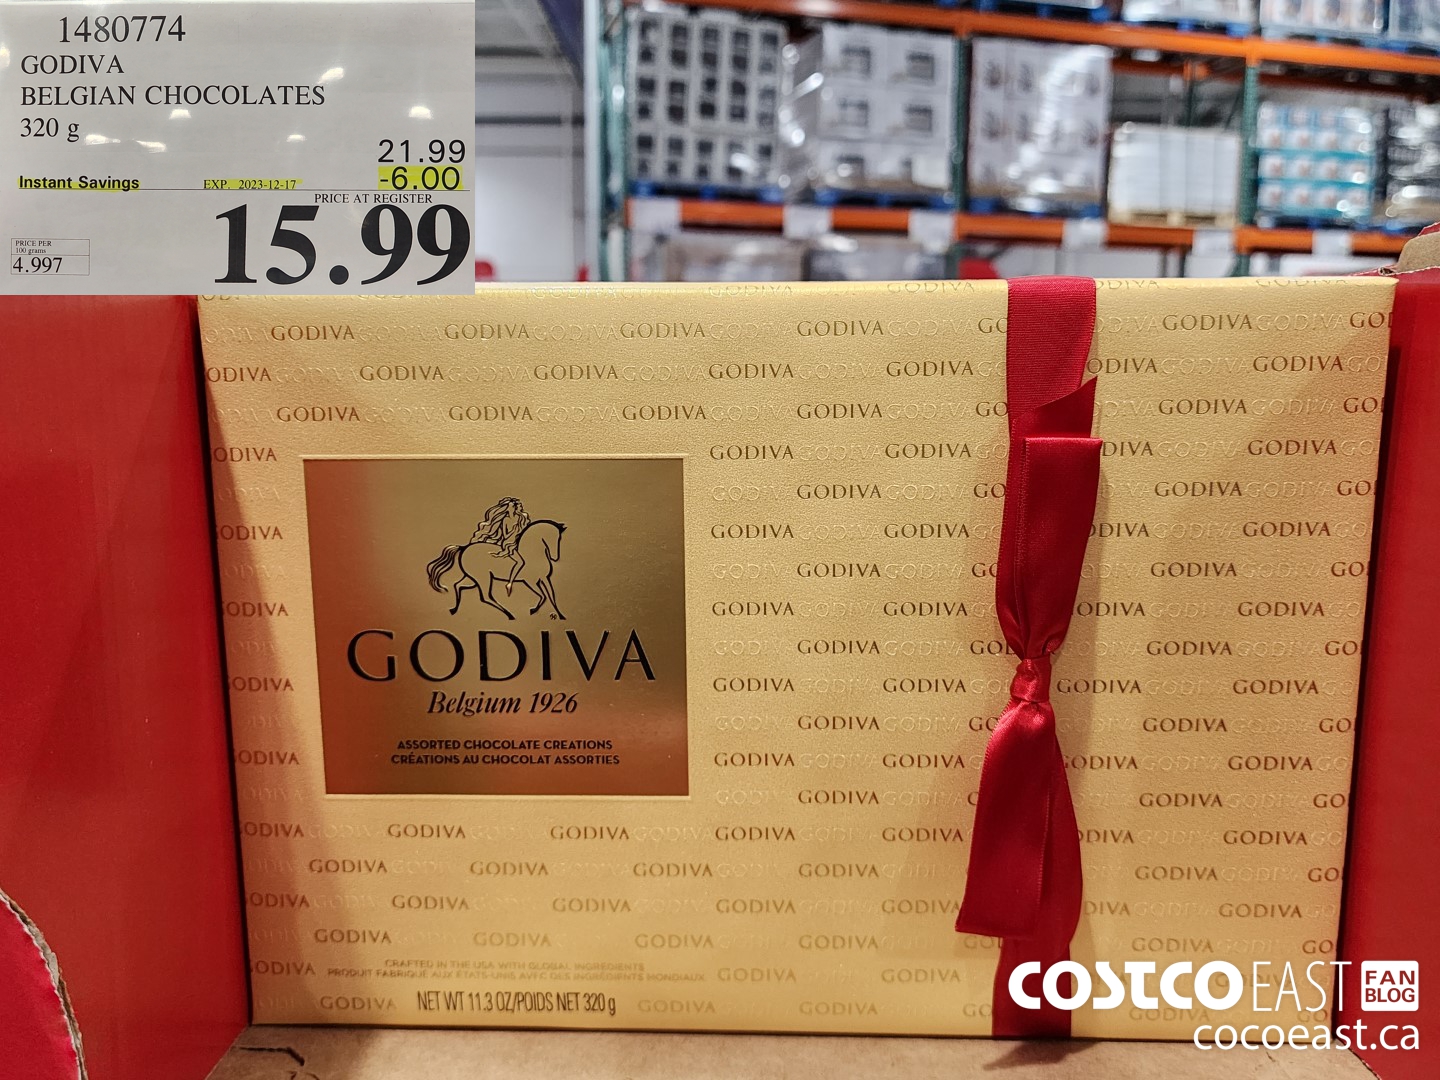 1480774
GODIVA
BELGIAN CHOCOLATES
320 g
21.99
Instant Savings
EXP. 2023-12-17
-6.00
PRICE AT REGISTER
15.99
PRICE PER
100 grams
4.997
GODIVA
Belgium 1926
ASSORTED CHOCOLATE CREATIONS
CRÉATIONS AU CHOCOLAT ASSORTIES
CRAFTED IN THE USA WITH GLOBAL INGREDIENTS
PRODUIT FABRIQUÉ AUX ÉTATS-UNIS AVEC DES INGRÉDIENTS MONDIAUX
NET WT 11.3 OZ/POIDS NET 320 g
COSTCO EAST FAN BLOG
cocoeast.ca